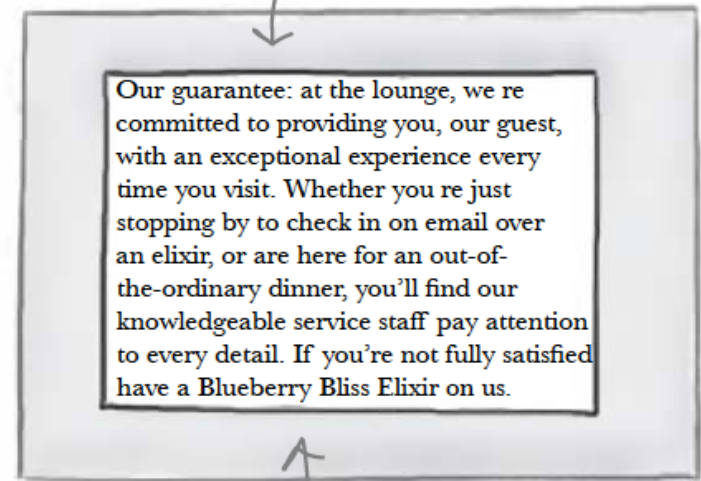 Our guarantee: at the lounge, we re
committed to providing you, our guest,
with an exceptional experience every
time you visit. Whether you re just
stopping by to check in on email over
an elixir, or are here for an out-of-
the-ordinary dinner, you’ll find our
knowledgeable service staff pay attention
to every detail. If you’re not fully satisfied
have a Blueberry Bliss Elixir on us.